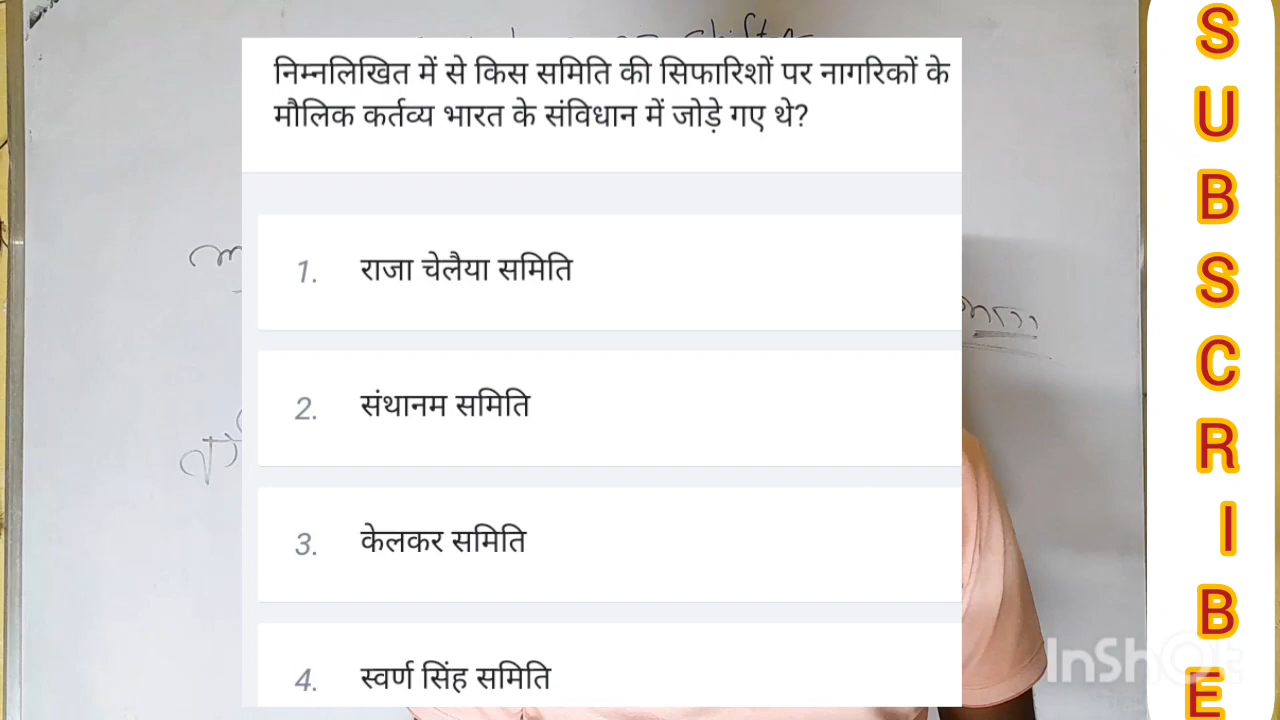 निम्नलिखित में से किस समिति की सिफारिशों पर नागरिकों के
मौलिक कर्तव्य भारत के संविधान में जोड़े गए थे?
1. राजा चेलैया समिति
2. संथानम समिति
3. केलकर समिति
4. स्वर्ण सिंह समिति
S
U
B
S
C
R
I
B
E
InShOt